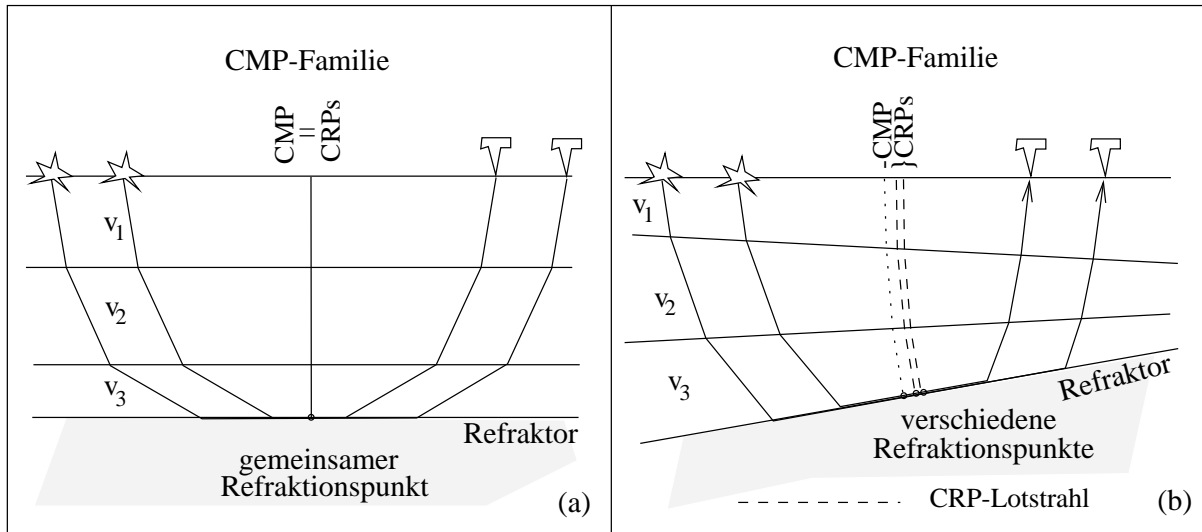 CMP-Familie
CMP
=
CRPs
v1
v2
v3
Refraktor
gemeinsamer
Refraktionspunkt
(a)
CMP-Familie
CMP
}CRPs
v1
v2
v3
Refraktor
verschiedene
Refraktionspunkte
CRP-Lotstrahl
(b)